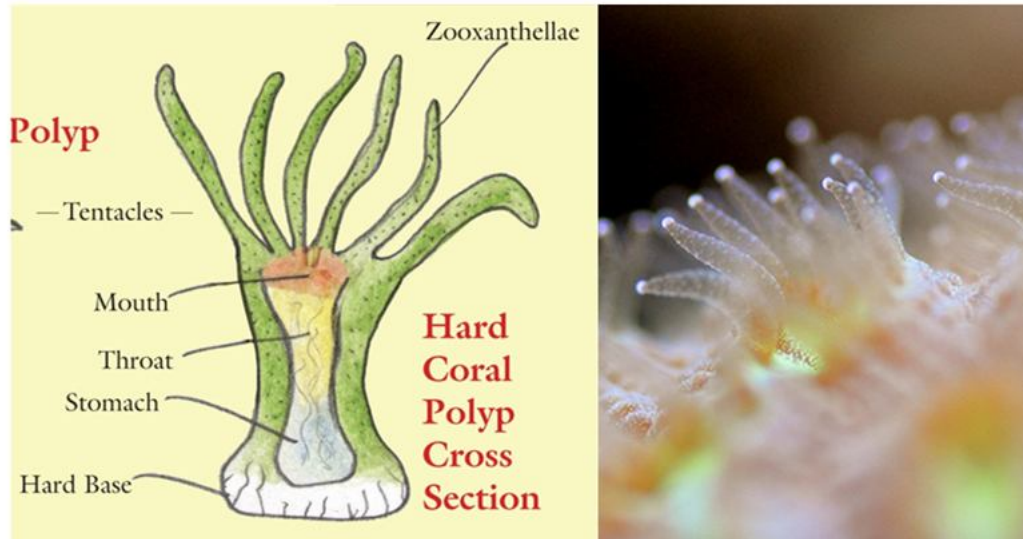 Zooxanthellae
Polyp
— Tentacles —
Mouth
Throat
Stomach
Hard Base
Hard
Coral
Polyp
Cross
Section